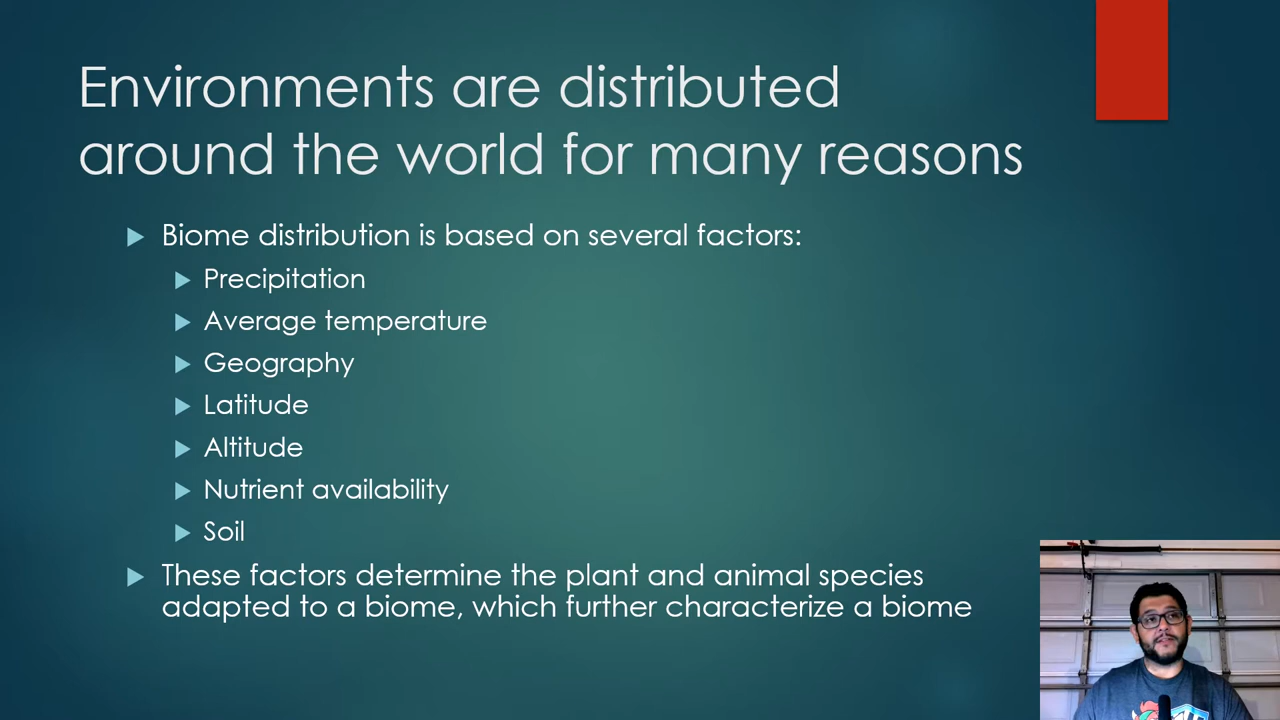 Environments are distributed
around the world for many reasons
Biome distribution is based on several factors:
Precipitation
Average temperature
Geography
Latitude
Altitude
Nutrient availability
Soil
These factors determine the plant and animal species
adapted to a biome, which further characterize a biome